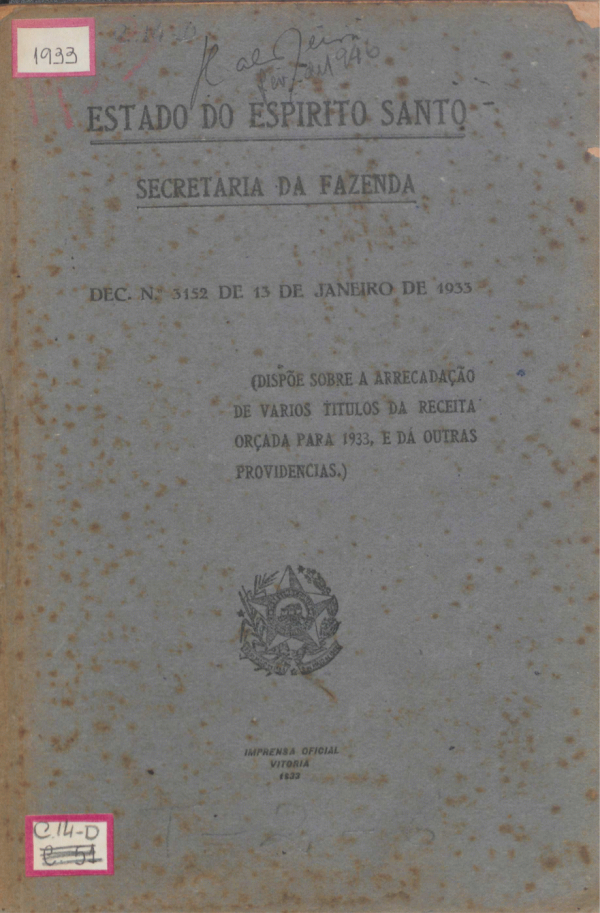 1933
ESTADO DO ESPIRITO SANTO
SECRETARIA DA FAZENDA
DEC. N.º 3152 DE 13 DE JANEIRO DE 1933
(DISPÕE SOBRE A ARRECADAÇÃO
DE VARIOS TITULOS DA RECEITA
ORÇADA PARA 1933, E DÁ OUTRAS
PROVIDENCIAS.)
IMPRENSA OFICIAL
VITORIA
1933
C.14-D
C. 51